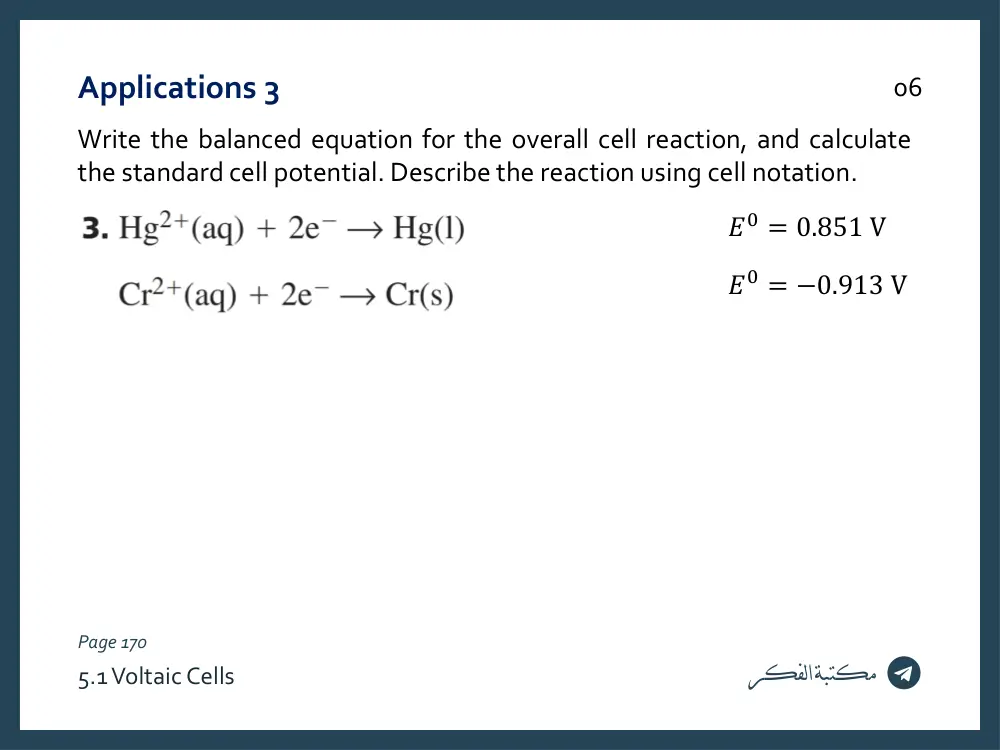 Applications 3
06
Write the balanced equation for the overall cell reaction, and calculate
the standard cell potential. Describe the reaction using cell notation.
3. Hg²⁺(aq) + 2e⁻ ⟶ Hg(l)
E⁰ = 0.851 V
Cr²⁺(aq) + 2e⁻ ⟶ Cr(s)
E⁰ = −0.913 V
Page 170
5.1 Voltaic Cells
مكتبة الفكر